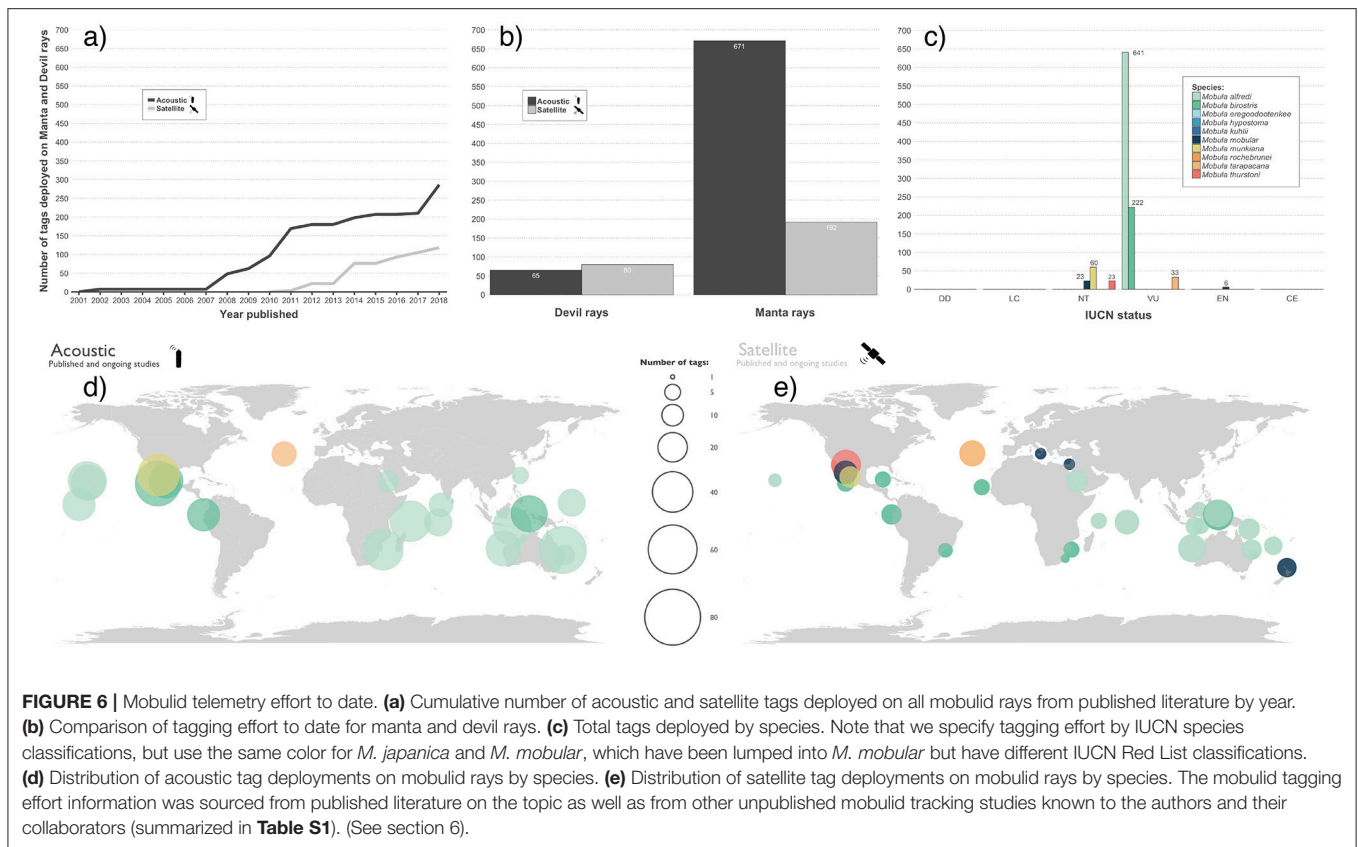 a)
Number of tags deployed on Manta and Devil rays
700
650
600
550
500
450
400
350
300
250
200
150
100
50
0
Acoustic
Satellite
2001 2002 2003 2004 2005 2006 2007 2008 2009 2010 2011 2012 2013 2014 2015 2016 2017 2018
Year published
b)
700
650
600
550
500
450
400
350
300
250
200
150
100
50
0
Acoustic
Satellite
65
80
671
192
Devil rays
Manta rays
c)
700
650
600
550
500
450
400
350
300
250
200
150
100
50
0
641
222
23
60
23
33
6
Species:
Mobula alfredi
Mobula birostris
Mobula eregoodootenkee
Mobula hypostoma
Mobula kuhlii
Mobula mobular
Mobula munkiana
Mobula rochebrunei
Mobula tarapacana
Mobula thurstoni
DD LC NT VU EN CE
IUCN status
Acoustic
Published and ongoing studies
d)
Number of tags:
1
5
10
20
40
60
80
Satellite
Published and ongoing studies
e)
FIGURE 6 | Mobulid telemetry effort to date. (a) Cumulative number of acoustic and satellite tags deployed on all mobulid rays from published literature by year.
(b) Comparison of tagging effort to date for manta and devil rays. (c) Total tags deployed by species. Note that we specify tagging effort by IUCN species
classifications, but use the same color for M. japanica and M. mobular, which have been lumped into M. mobular but have different IUCN Red List classifications.
(d) Distribution of acoustic tag deployments on mobulid rays by species. (e) Distribution of satellite tag deployments on mobulid rays by species. The mobulid tagging
effort information was sourced from published literature on the topic as well as from other unpublished mobulid tracking studies known to the authors and their
collaborators (summarized in Table S1). (See section 6).